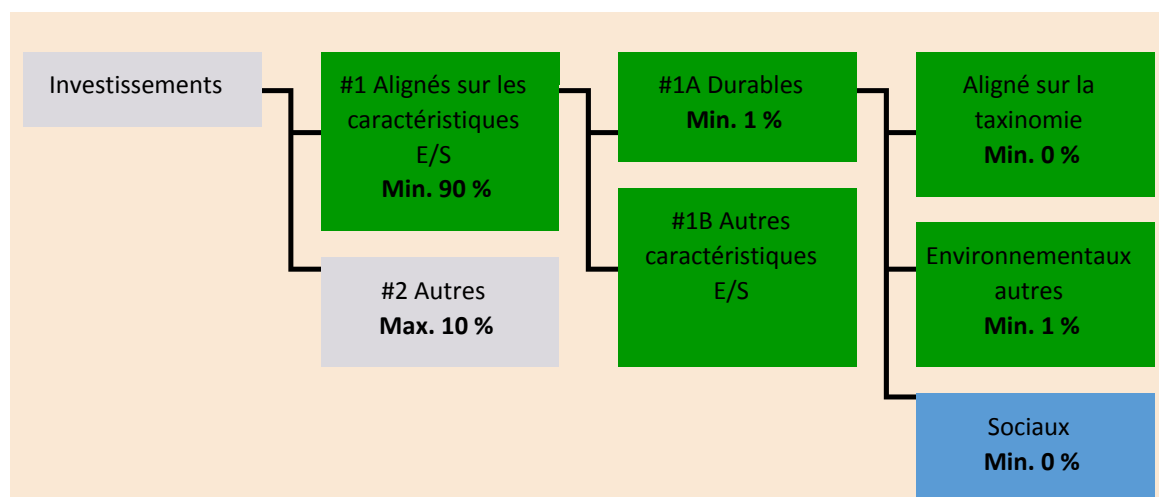 Investissements
#1 Alignés sur les
caractéristiques
E/S
Min. 90 %
#2 Autres
Max. 10 %
#1A Durables
Min. 1 %
#1B Autres
caractéristiques
E/S
Aligné sur la
taxinomie
Min. 0 %
Environnementaux
autres
Min. 1 %
Sociaux
Min. 0 %